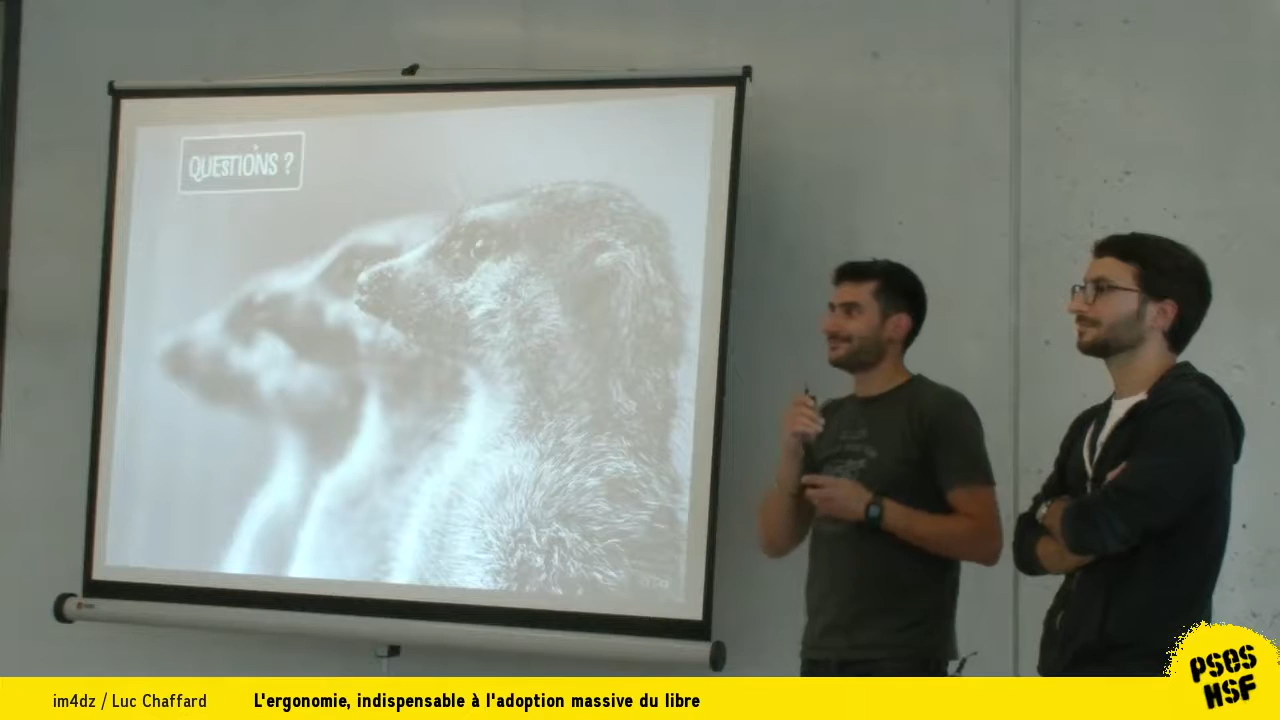 QUESTIONS ?
im4dz / Luc Chaffard
L'ergonomie, indispensable à l'adoption massive du libre
PSES
HSF